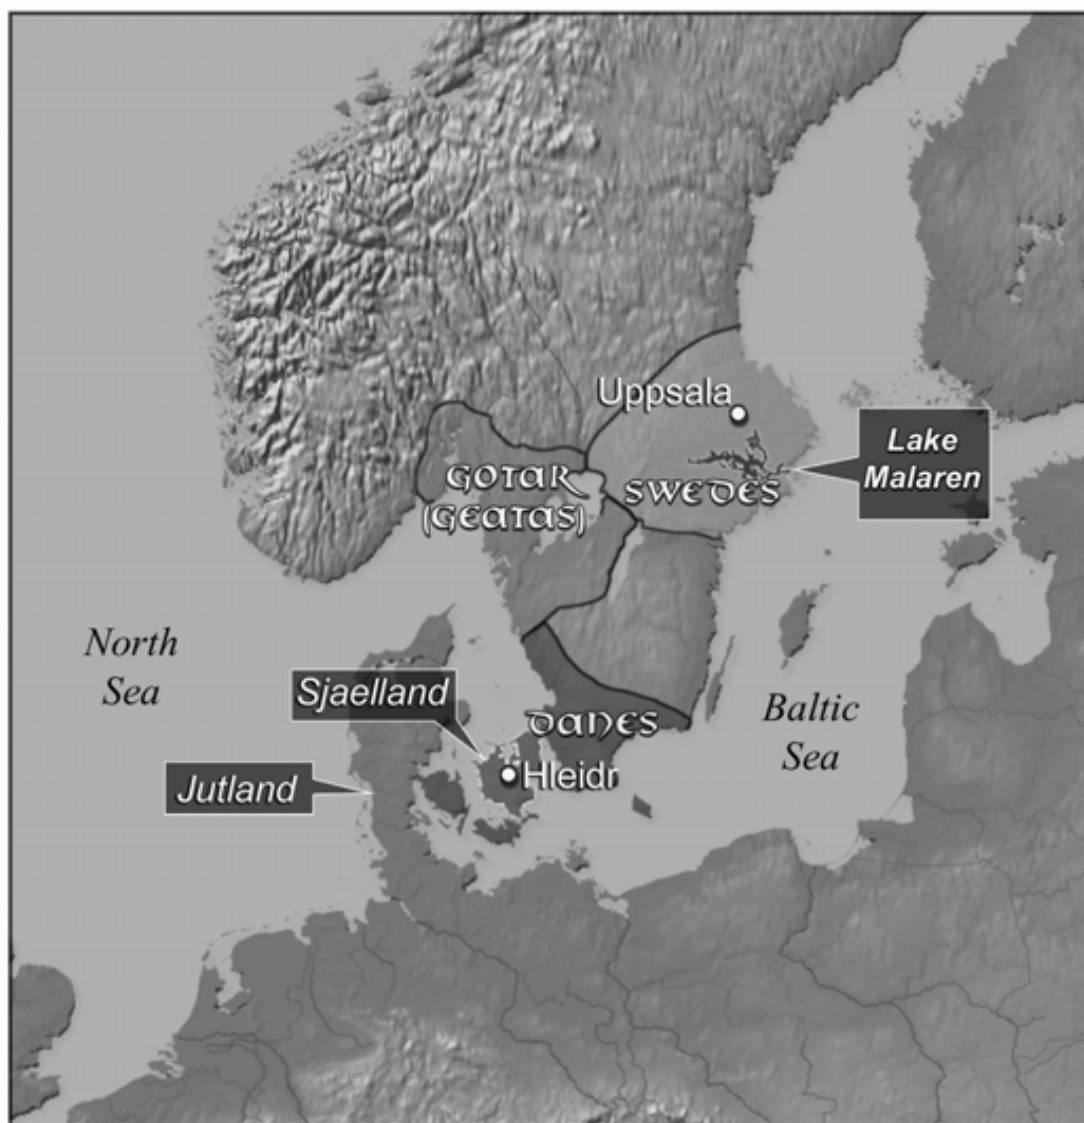 Uppsala
Lake
Malaren
GOTAR
(GEATAS)
SWEDES
North
Sea
Sjaelland
DANES
Baltic
Sea
Jutland
Hleidr